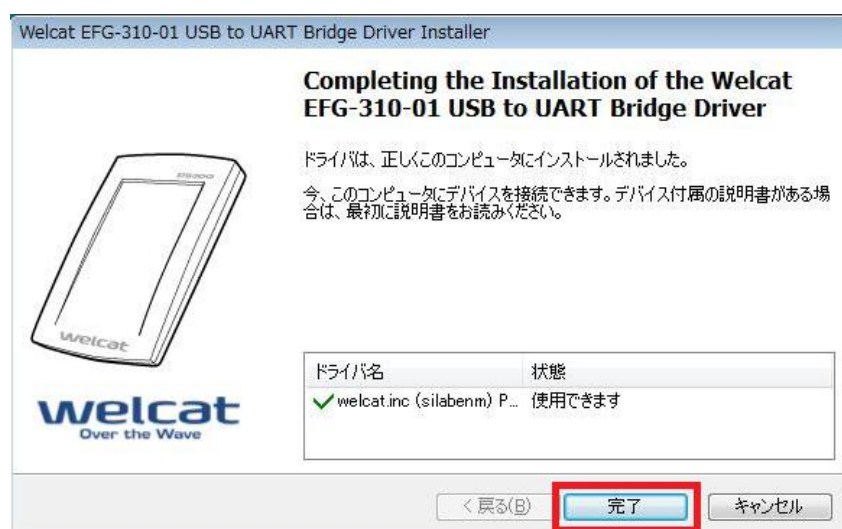 Welcat EFG-310-01 USB to UART Bridge Driver Installer
Completing the Installation of the Welcat
EFG-310-01 USB to UART Bridge Driver
ドライバは、正しくこのコンピュータにインストールされました。
今、このコンピュータにデバイスを接続できます。デバイス付属の説明書がある場
合は、最初に説明書をお読みください。
welcat
welcat
Over the Wave
ドライバ名 状態
welcat.inc (silabenm) P... 使用できます
< 戻る(B) 完了 キャンセル